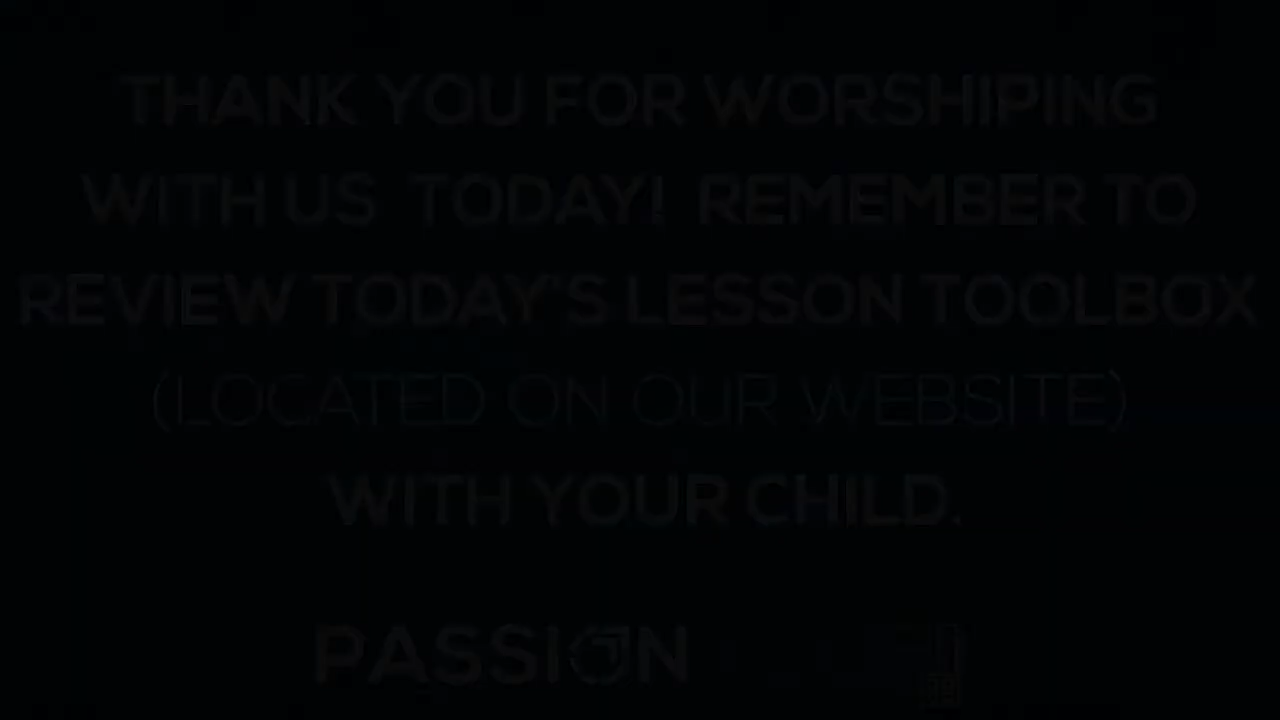 THANK YOU FOR WORSHIPING
WITH US TODAY! REMEMBER TO
REVIEW TODAY'S LESSON TOOLBOX
(LOCATED ON OUR WEBSITE)
WITH YOUR CHILD.
PASSION